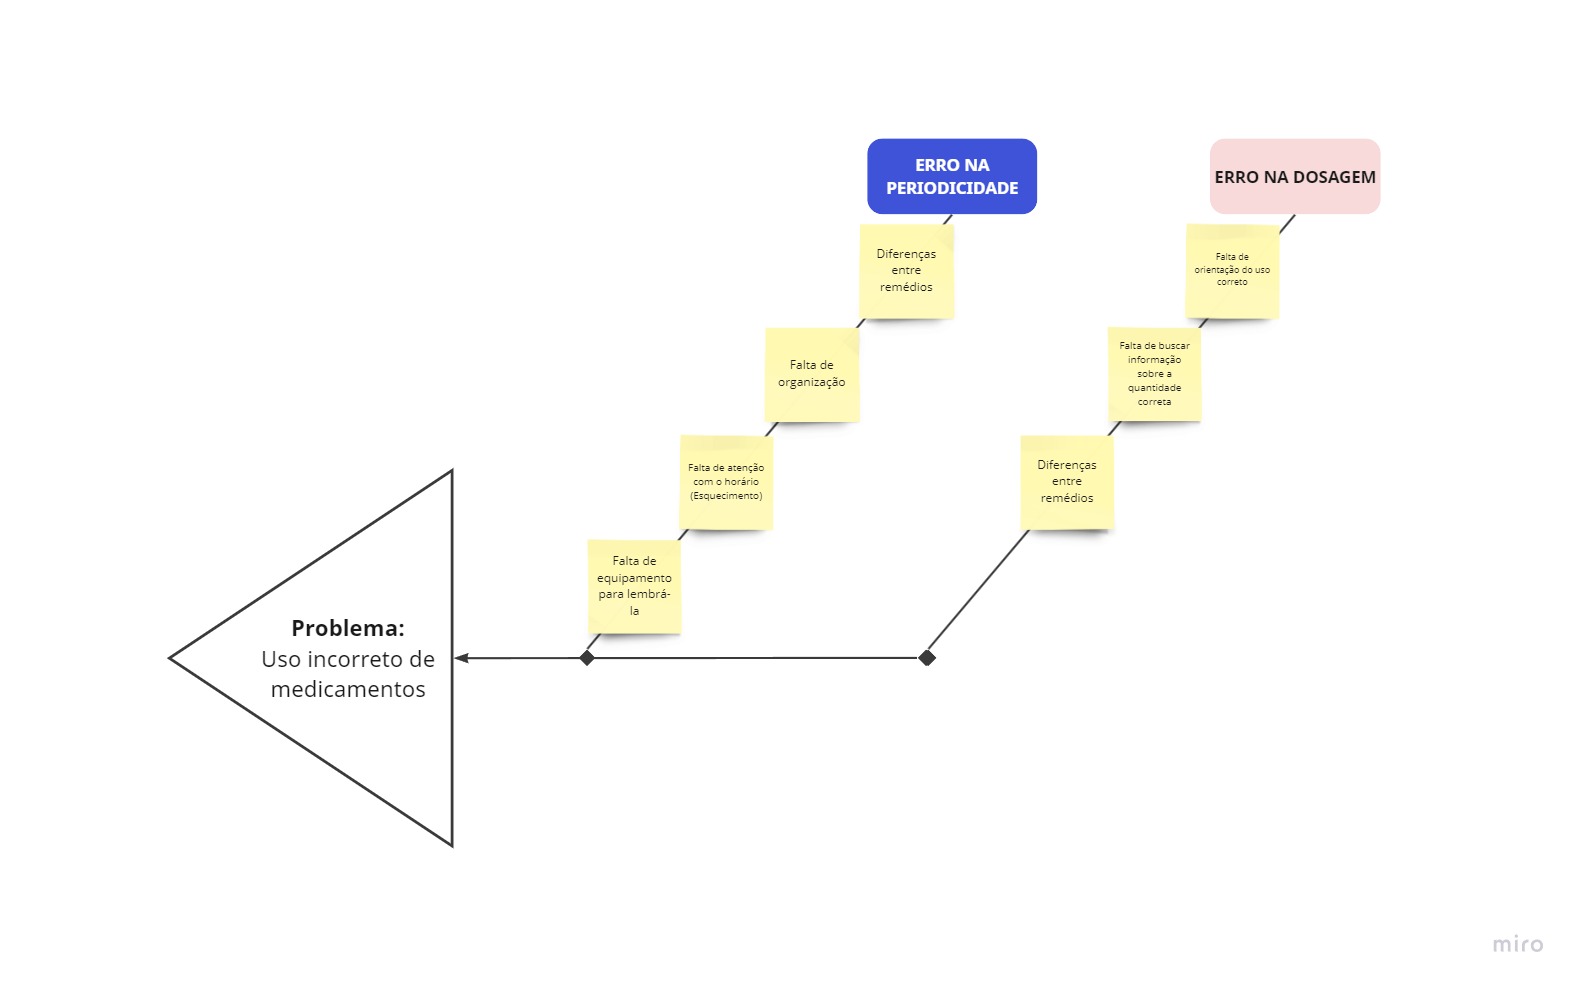 ERRO NA
PERIODICIDADE
Diferenças
entre
remédios
Falta de
organização
Falta de atenção
com o horário
(Esquecimento)
Falta de
equipamento
para lembrá-
la
ERRO NA DOSAGEM
Falta de
orientação do uso
correto
Falta de buscar
informação
sobre a
quantidade
correta
Diferenças
entre
remédios
Problema:
Uso incorreto de
medicamentos
miro